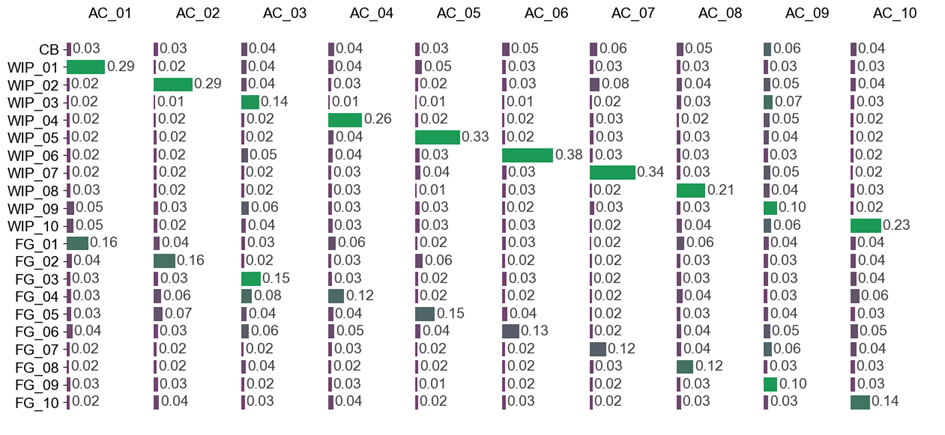 AC_01 AC_02 AC_03 AC_04 AC_05 AC_06 AC_07 AC_08 AC_09 AC_10
CB 0.03 0.03 0.04 0.04 0.03 0.05 0.06 0.05 0.06 0.04
WIP_01 0.29 0.02 0.04 0.04 0.05 0.03 0.03 0.03 0.03 0.03
WIP_02 0.02 0.29 0.04 0.03 0.02 0.03 0.08 0.04 0.05 0.04
WIP_03 0.02 0.01 0.14 0.01 0.01 0.01 0.02 0.03 0.07 0.03
WIP_04 0.02 0.02 0.02 0.26 0.02 0.02 0.03 0.02 0.05 0.02
WIP_05 0.02 0.02 0.02 0.04 0.33 0.02 0.03 0.03 0.04 0.02
WIP_06 0.02 0.02 0.05 0.04 0.03 0.38 0.03 0.03 0.03 0.02
WIP_07 0.02 0.02 0.02 0.03 0.04 0.03 0.34 0.03 0.05 0.02
WIP_08 0.03 0.02 0.02 0.03 0.01 0.03 0.02 0.21 0.04 0.03
WIP_09 0.05 0.03 0.06 0.03 0.02 0.03 0.02 0.03 0.10 0.02
WIP_10 0.05 0.02 0.03 0.03 0.03 0.03 0.02 0.04 0.06 0.23
FG_01 0.16 0.04 0.03 0.06 0.02 0.03 0.02 0.06 0.04 0.04
FG_02 0.04 0.16 0.02 0.03 0.06 0.02 0.02 0.03 0.03 0.04
FG_03 0.03 0.03 0.15 0.03 0.02 0.03 0.02 0.03 0.03 0.04
FG_04 0.03 0.06 0.08 0.12 0.02 0.02 0.02 0.04 0.03 0.06
FG_05 0.03 0.07 0.04 0.04 0.15 0.04 0.02 0.03 0.03 0.03
FG_06 0.04 0.03 0.06 0.05 0.04 0.13 0.02 0.04 0.05 0.05
FG_07 0.02 0.02 0.02 0.03 0.02 0.02 0.12 0.04 0.06 0.04
FG_08 0.02 0.02 0.04 0.03 0.02 0.02 0.03 0.12 0.04 0.03
FG_09 0.03 0.03 0.02 0.03 0.01 0.02 0.02 0.03 0.10 0.03
FG_10 0.02 0.04 0.03 0.04 0.02 0.03 0.02 0.03 0.03 0.14